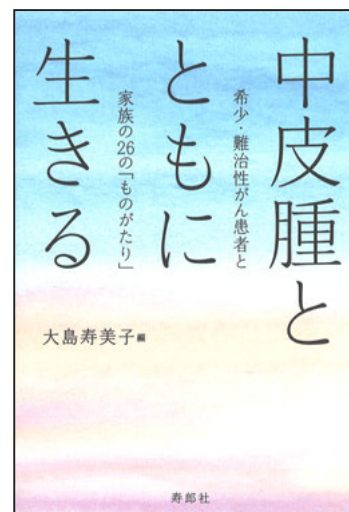 中皮腫と
ともに
生きる
希少・難治性がん患者と
家族の26の「ものがたり」
大島寿美子 編
寿郎社